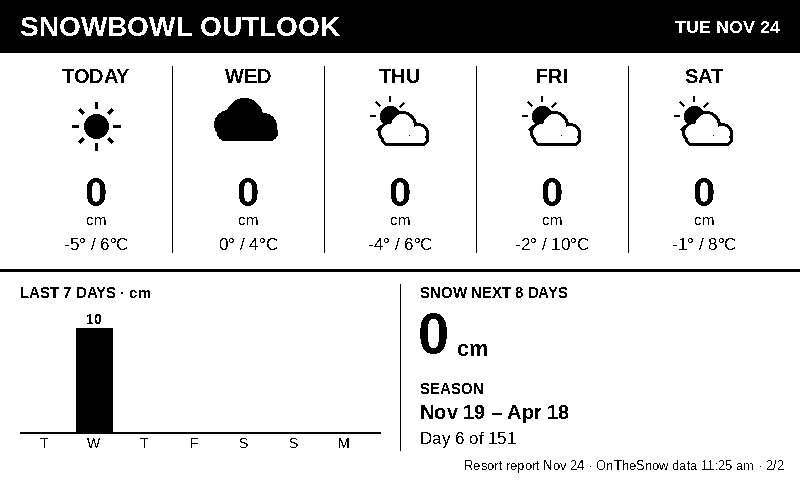 SNOWBOWL OUTLOOK TUE NOV 24
TODAY WED THU FRI SAT
0 0 0 0 0
cm cm cm cm cm
-5° / 6°C 0° / 4°C -4° / 6°C -2° / 10°C -1° / 8°C
LAST 7 DAYS · cm
10
T W T F S S M
SNOW NEXT 8 DAYS
0 cm
SEASON
Nov 19 – Apr 18
Day 6 of 151
Resort report Nov 24 · OnTheSnow data 11:25 am · 2/2